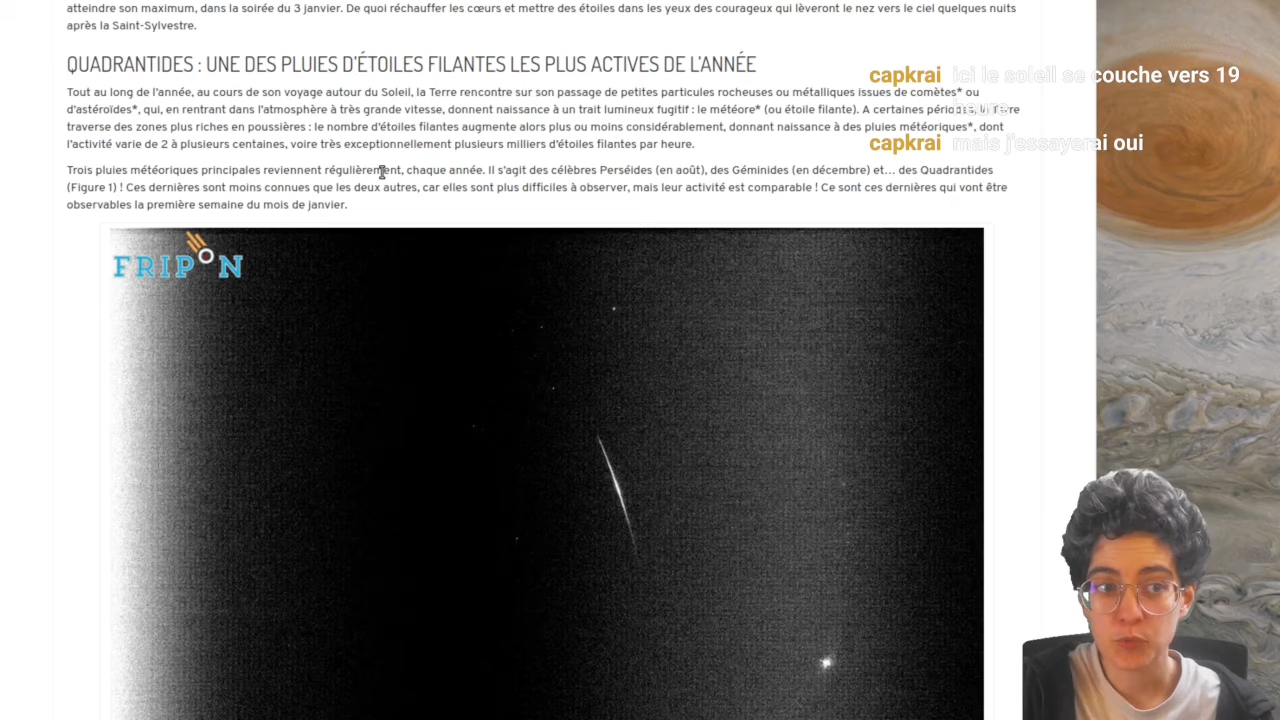 atteindre son maximum, dans la soirée du 3 janvier. De quoi réchauffer les cœurs et mettre des étoiles dans les yeux des courageux qui lèveront le nez vers le ciel quelques nuits
après la Saint-Sylvestre.
QUADRANTIDES : UNE DES PLUIES D'ÉTOILES FILANTES LES PLUS ACTIVES DE L'ANNÉE
Tout au long de l'année, au cours de son voyage autour du Soleil, la Terre rencontre sur son passage de petites particules rocheuses ou métalliques issues de comètes* ou
d'astéroïdes*, qui, en rentrant dans l'atmosphère à très grande vitesse, donnent naissance à un trait lumineux fugitif : le météore* (ou étoile filante). A certaines périodes, la Terre
traverse des zones plus riches en poussières : le nombre d'étoiles filantes augmente alors plus ou moins considérablement, donnant naissance à des pluies météoriques*, dont
l'activité varie de 2 à plusieurs centaines, voire très exceptionnellement plusieurs milliers d'étoiles filantes par heure.
Trois pluies météoriques principales reviennent régulièrement, chaque année. Il s'agit des célèbres Perséides (en août), des Géminides (en décembre) et... des Quadrantides
(Figure 1) ! Ces dernières sont moins connues que les deux autres, car elles sont plus difficiles à observer, mais leur activité est comparable ! Ce sont ces dernières qui vont être
observables la première semaine du mois de janvier.
FRIPON
capkrai ici le soleil se couche vers 19
heure
capkrai mais j'essayerai oui